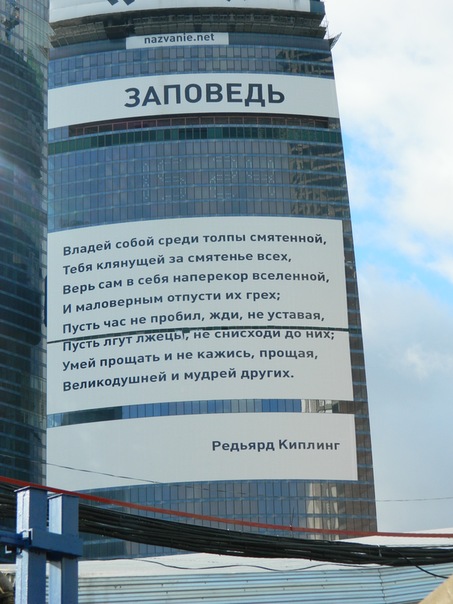 nazvanie.net
ЗАПОВЕДЬ
Владей собой среди толпы смятенной,
Тебя клянущей за смятенье всех,
Верь сам в себя наперекор вселенной,
И маловерным отпусти их грех;
Пусть час не пробил, жди, не уставая,
Пусть лгут лжецы, не снисходи до них;
Умей прощать и не кажись, прощая,
Великодушней и мудрей других.
Редьярд Киплинг